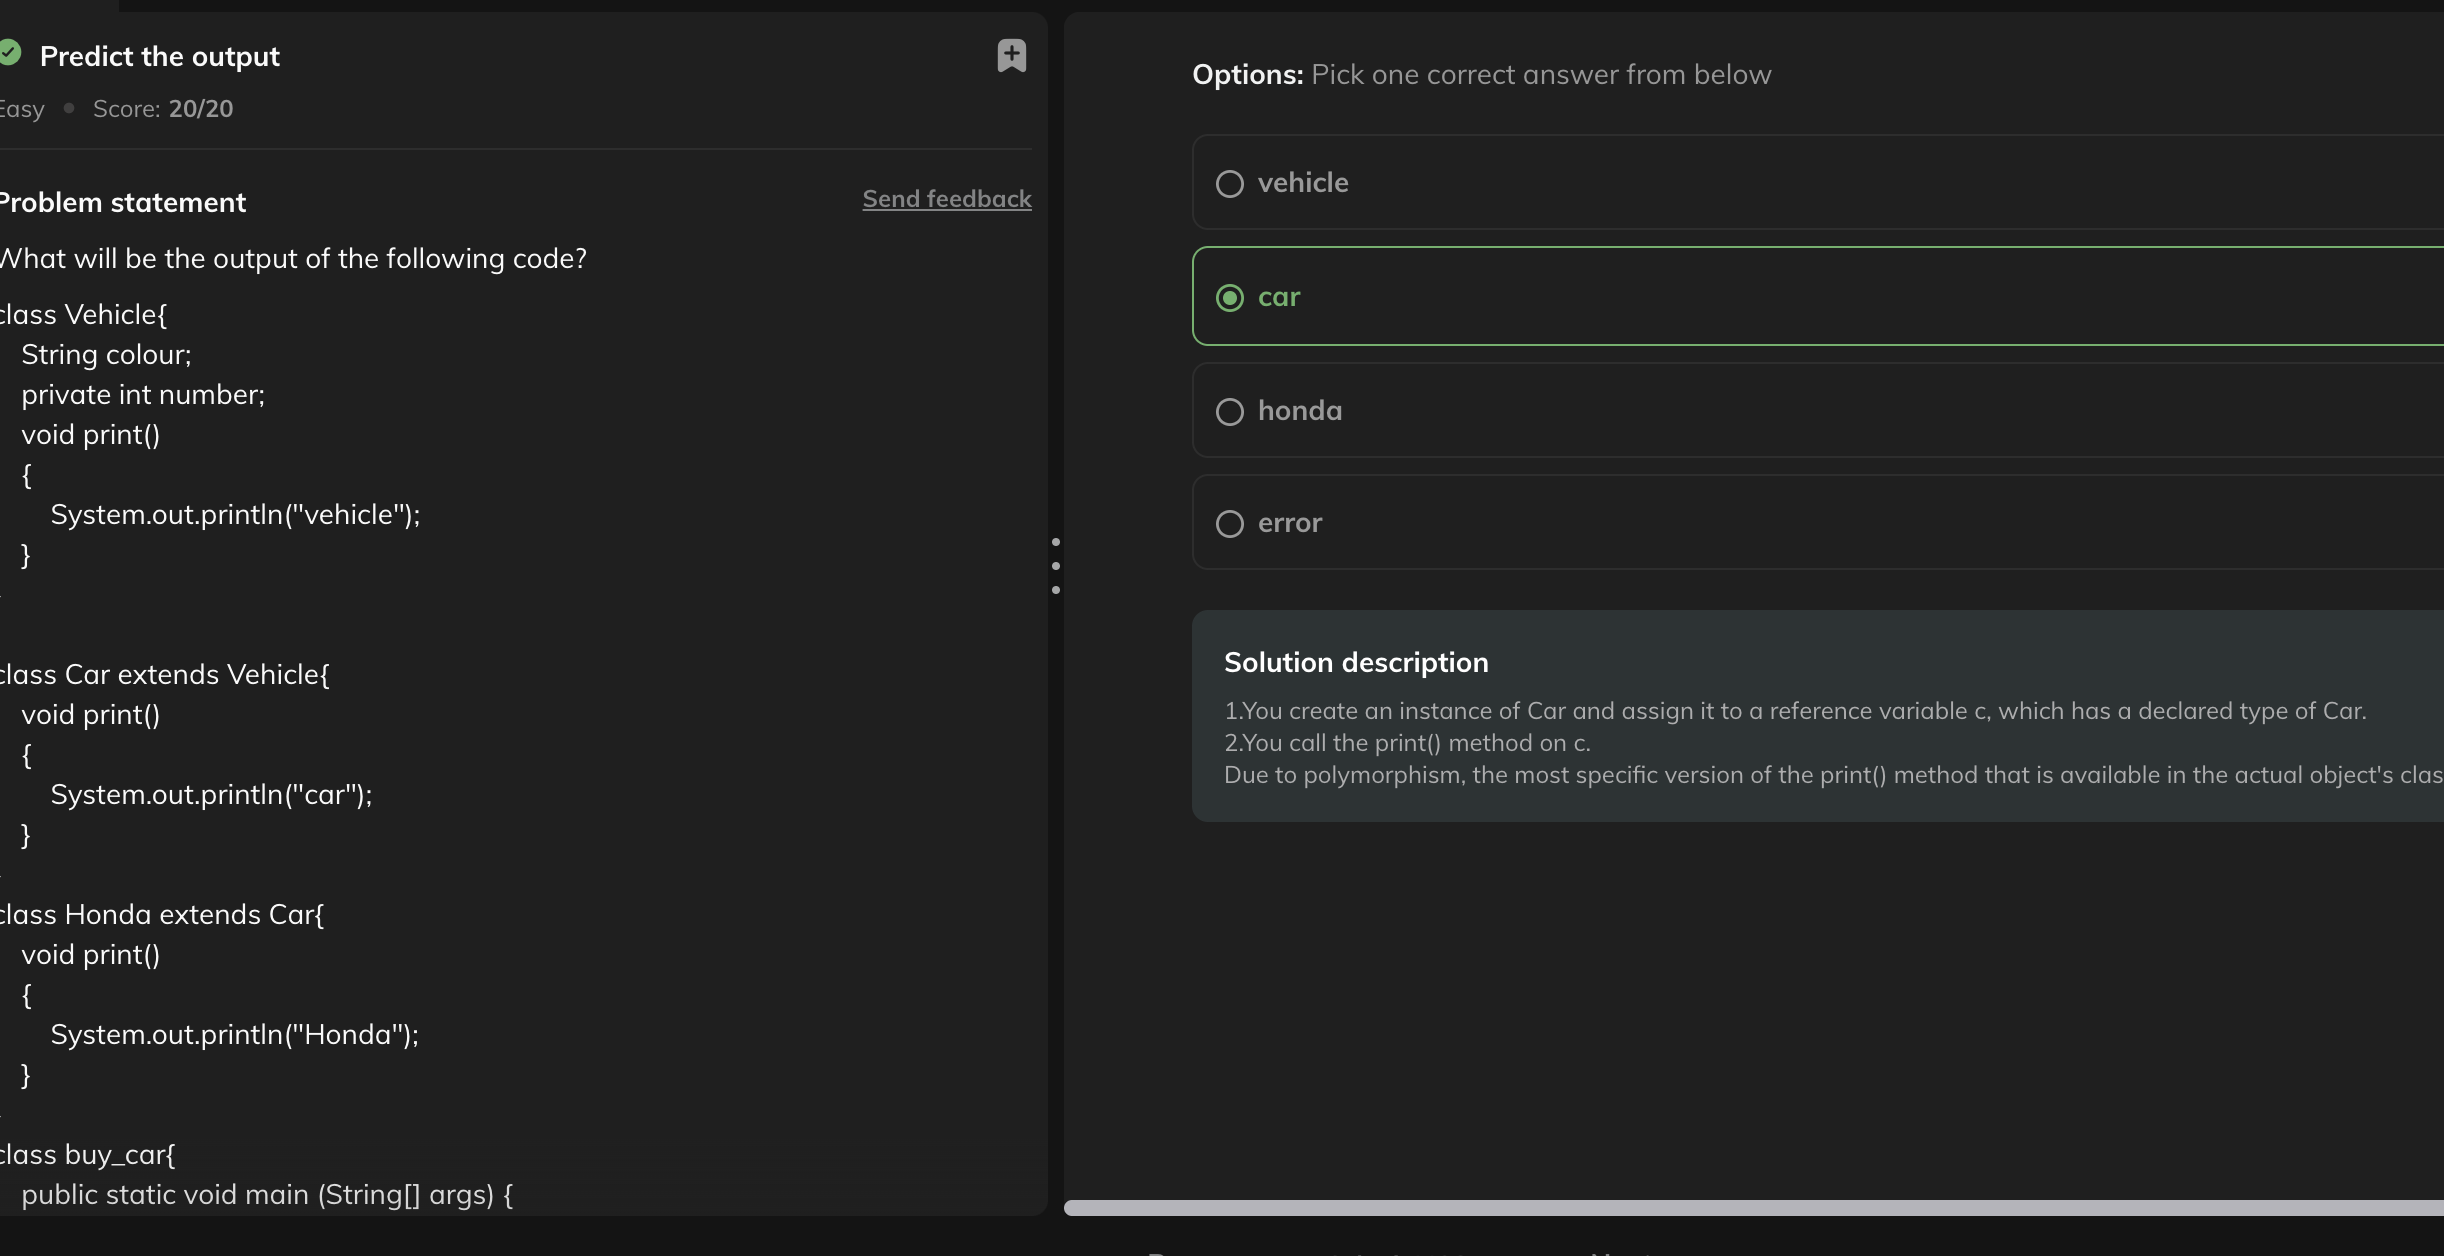 Predict the output
Easy • Score: 20/20
Problem statement
Send feedback
What will be the output of the following code?
class Vehicle{
String colour;
private int number;
void print()
{
System.out.println("vehicle");
}
class Car extends Vehicle{
void print()
{
System.out.println("car");
}
class Honda extends Car{
void print()
{
System.out.println("Honda");
}
class buy_car{
public static void main (String[] args) {
Options: Pick one correct answer from below
vehicle
car
honda
error
Solution description
1.You create an instance of Car and assign it to a reference variable c, which has a declared type of Car.
2.You call the print() method on c.
Due to polymorphism, the most specific version of the print() method that is available in the actual object's clas